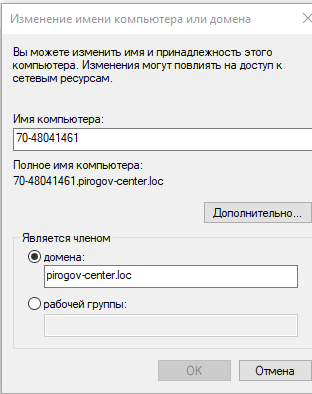 Изменение имени компьютера или домена
Вы можете изменить имя и принадлежность этого
компьютера. Изменения могут повлиять на доступ к
сетевым ресурсам.
Имя компьютера:
70-48041461
Полное имя компьютера:
70-48041461.pirogov-center.loc
Дополнительно...
Является членом
домена:
pirogov-center.loc
рабочей группы:
OK
Отмена